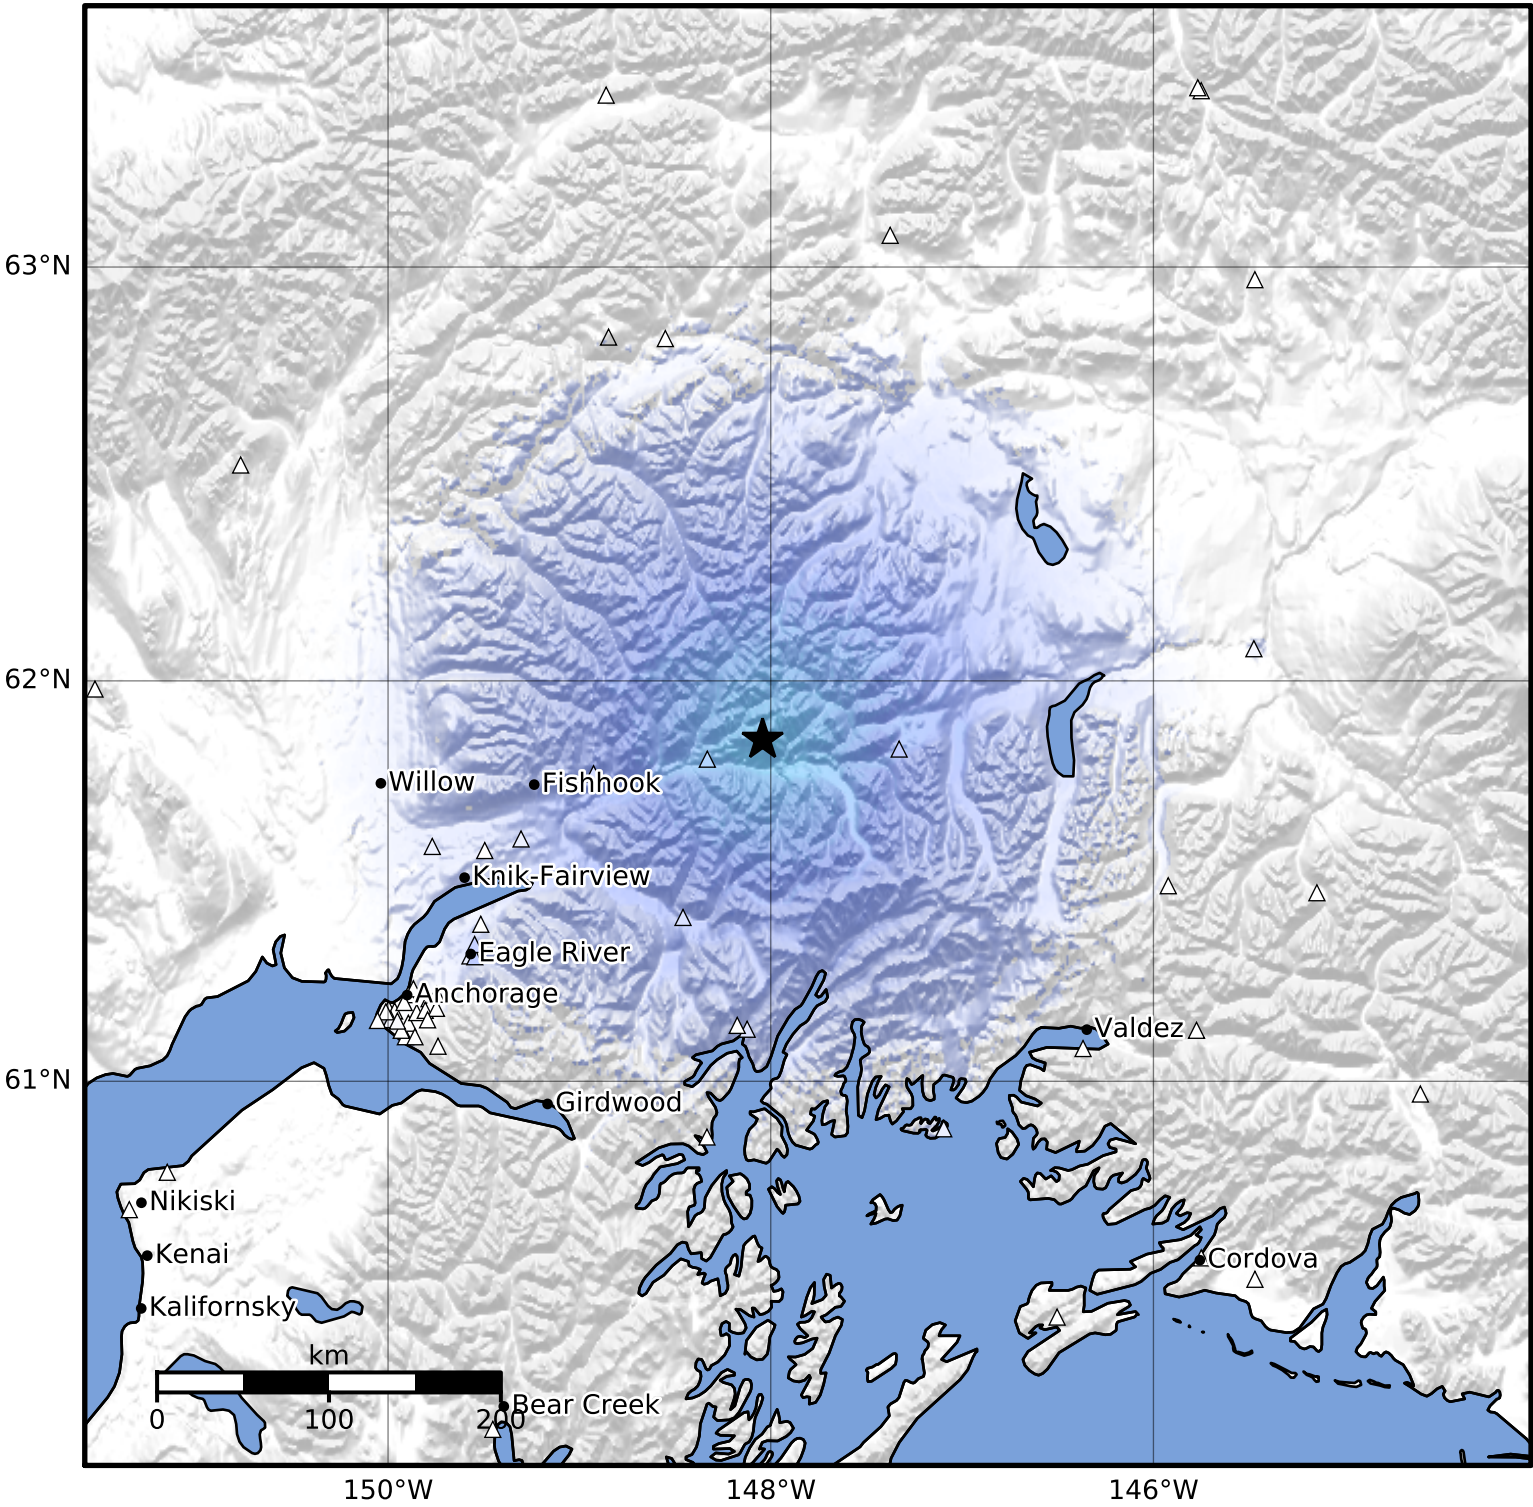 63°N
62°N
Willow
Fishhook
Knik-Fairview
Eagle River
Anchorage
Valdez
61°N
Girdwood
Nikiski
Kenai
Cordova
Kalifornsky
km
Bear Creek
0 100 200
150°W 148°W 146°W